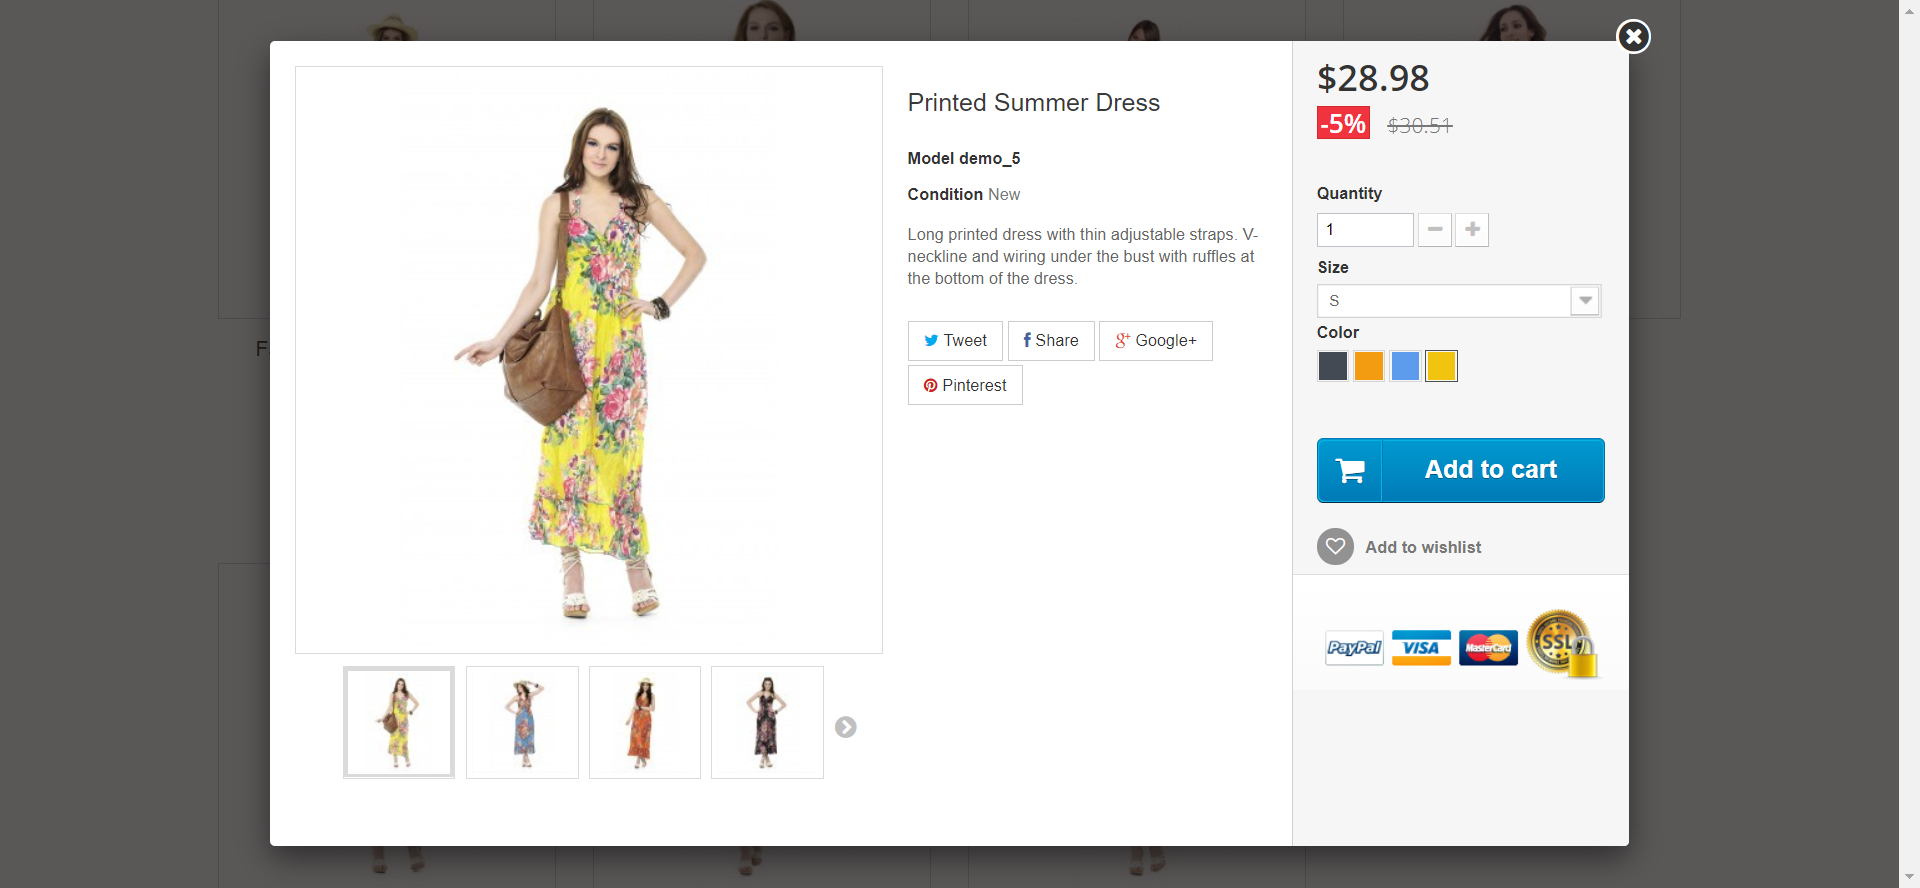 F
Printed Summer Dress
Model demo_5
Condition New
Long printed dress with thin adjustable straps. V-
neckline and wiring under the bust with ruffles at
the bottom of the dress.
Tweet
Share
Google+
Pinterest
$28.98
-5% $30.51
Quantity
1
Size
S
Color
Add to cart
Add to wishlist
PayPal
VISA
MasterCard
SSL